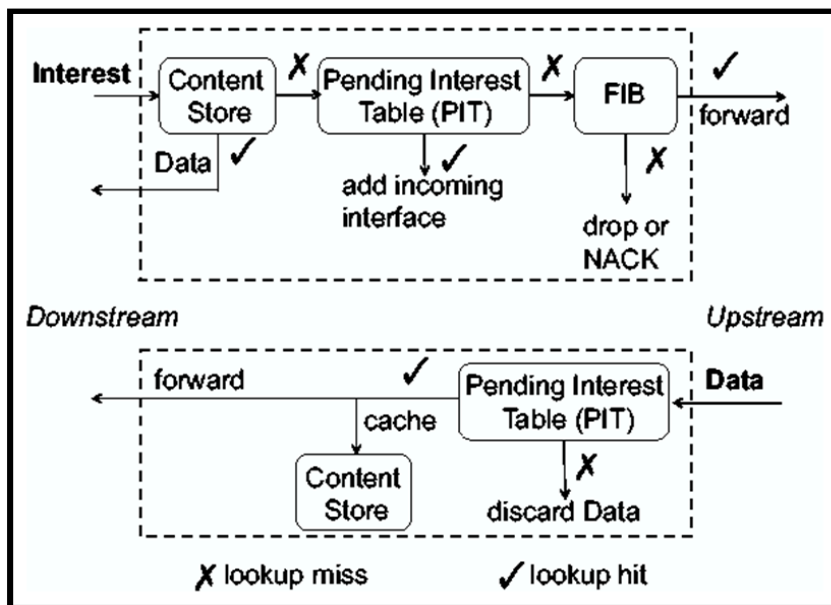 Interest
Content
Store
Pending Interest
Table (PIT)
FIB
forward
Data
add incoming
interface
drop or
NACK
Downstream
Upstream
forward
cache
Pending Interest
Table (PIT)
Data
Content
Store
discard Data
✗ lookup miss
✓ lookup hit